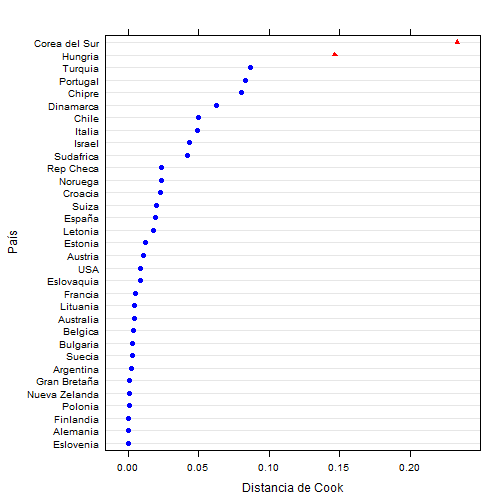 Corea del Sur
Hungria
Turquia
Portugal
Chipre
Dinamarca
Chile
Italia
Israel
Sudafrica
Rep Checa
Noruega
Croacia
Suiza
España
Letonia
Estonia
Austria
USA
Eslovaquia
Francia
Lituania
Australia
Belgica
Bulgaria
Suecia
Argentina
Gran Bretaña
Nueva Zelanda
Polonia
Finlandia
Alemania
Eslovenia
País
0.00 0.05 0.10 0.15 0.20
Distancia de Cook